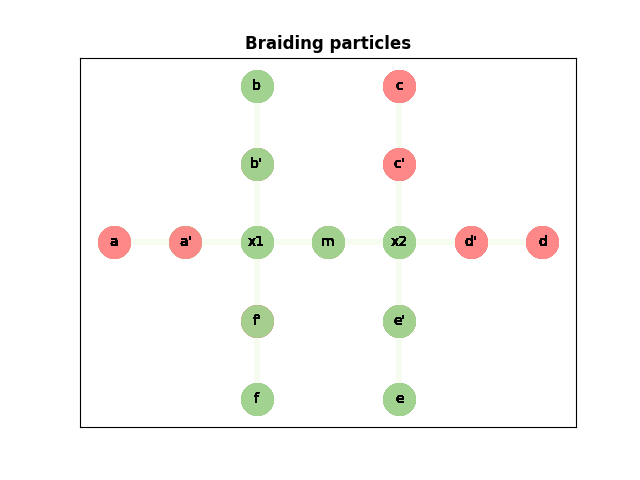 Braiding particles
b c
b' c'
a a' x1 m x2 d' d
f' e'
f e